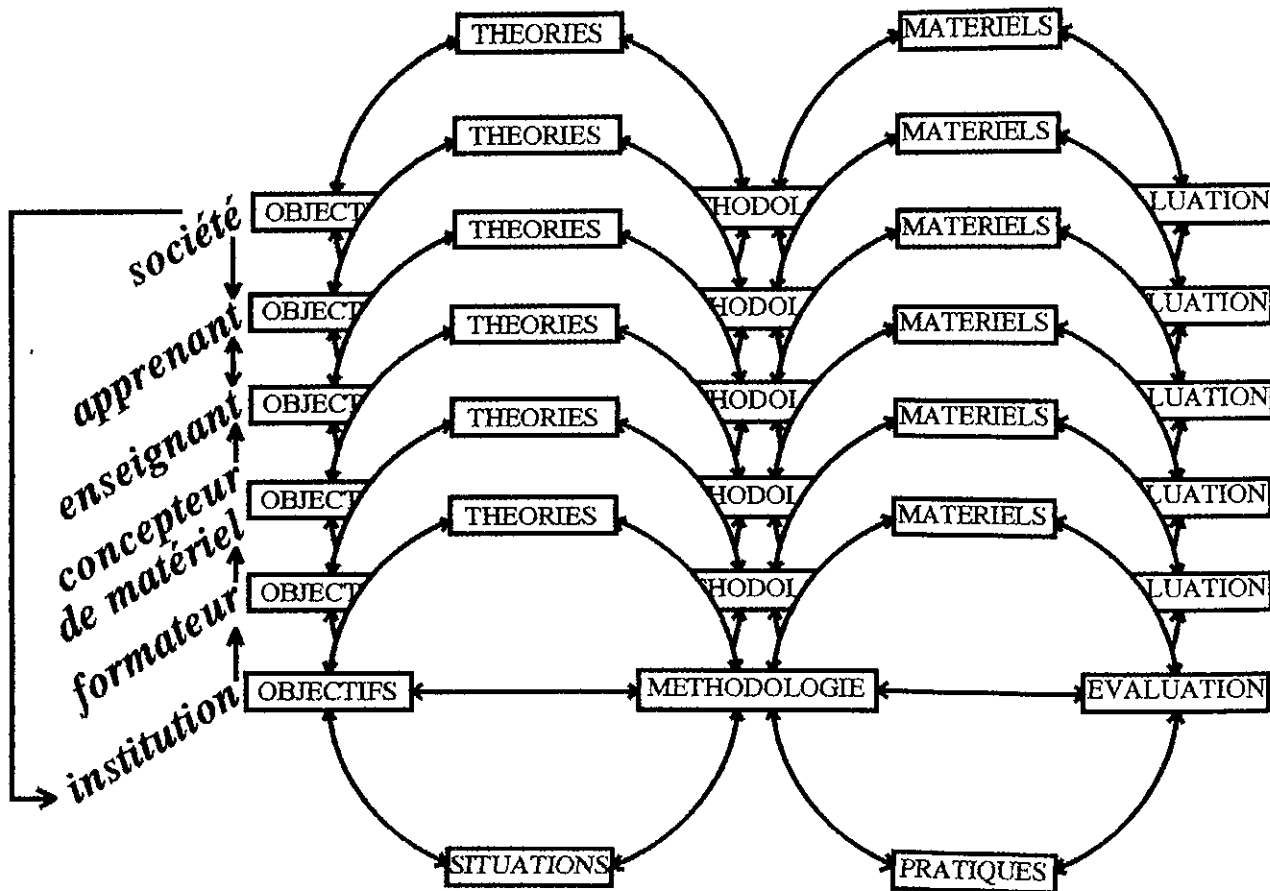 THEORIES MATERIELS
THEORIES MATERIELS
société OBJECT THODOLO LUATION
THEORIES MATERIELS
apprenant OBJECT HODOL LUATION
THEORIES MATERIELS
enseignant OBJECT HODOL LUATION
THEORIES MATERIELS
concepteur
de matériel OBJECT HODOL LUATION
THEORIES MATERIELS
formateur OBJECT HODOL LUATION
institution OBJECTIFS METHODOLOGIE EVALUATION
SITUATIONS PRATIQUES